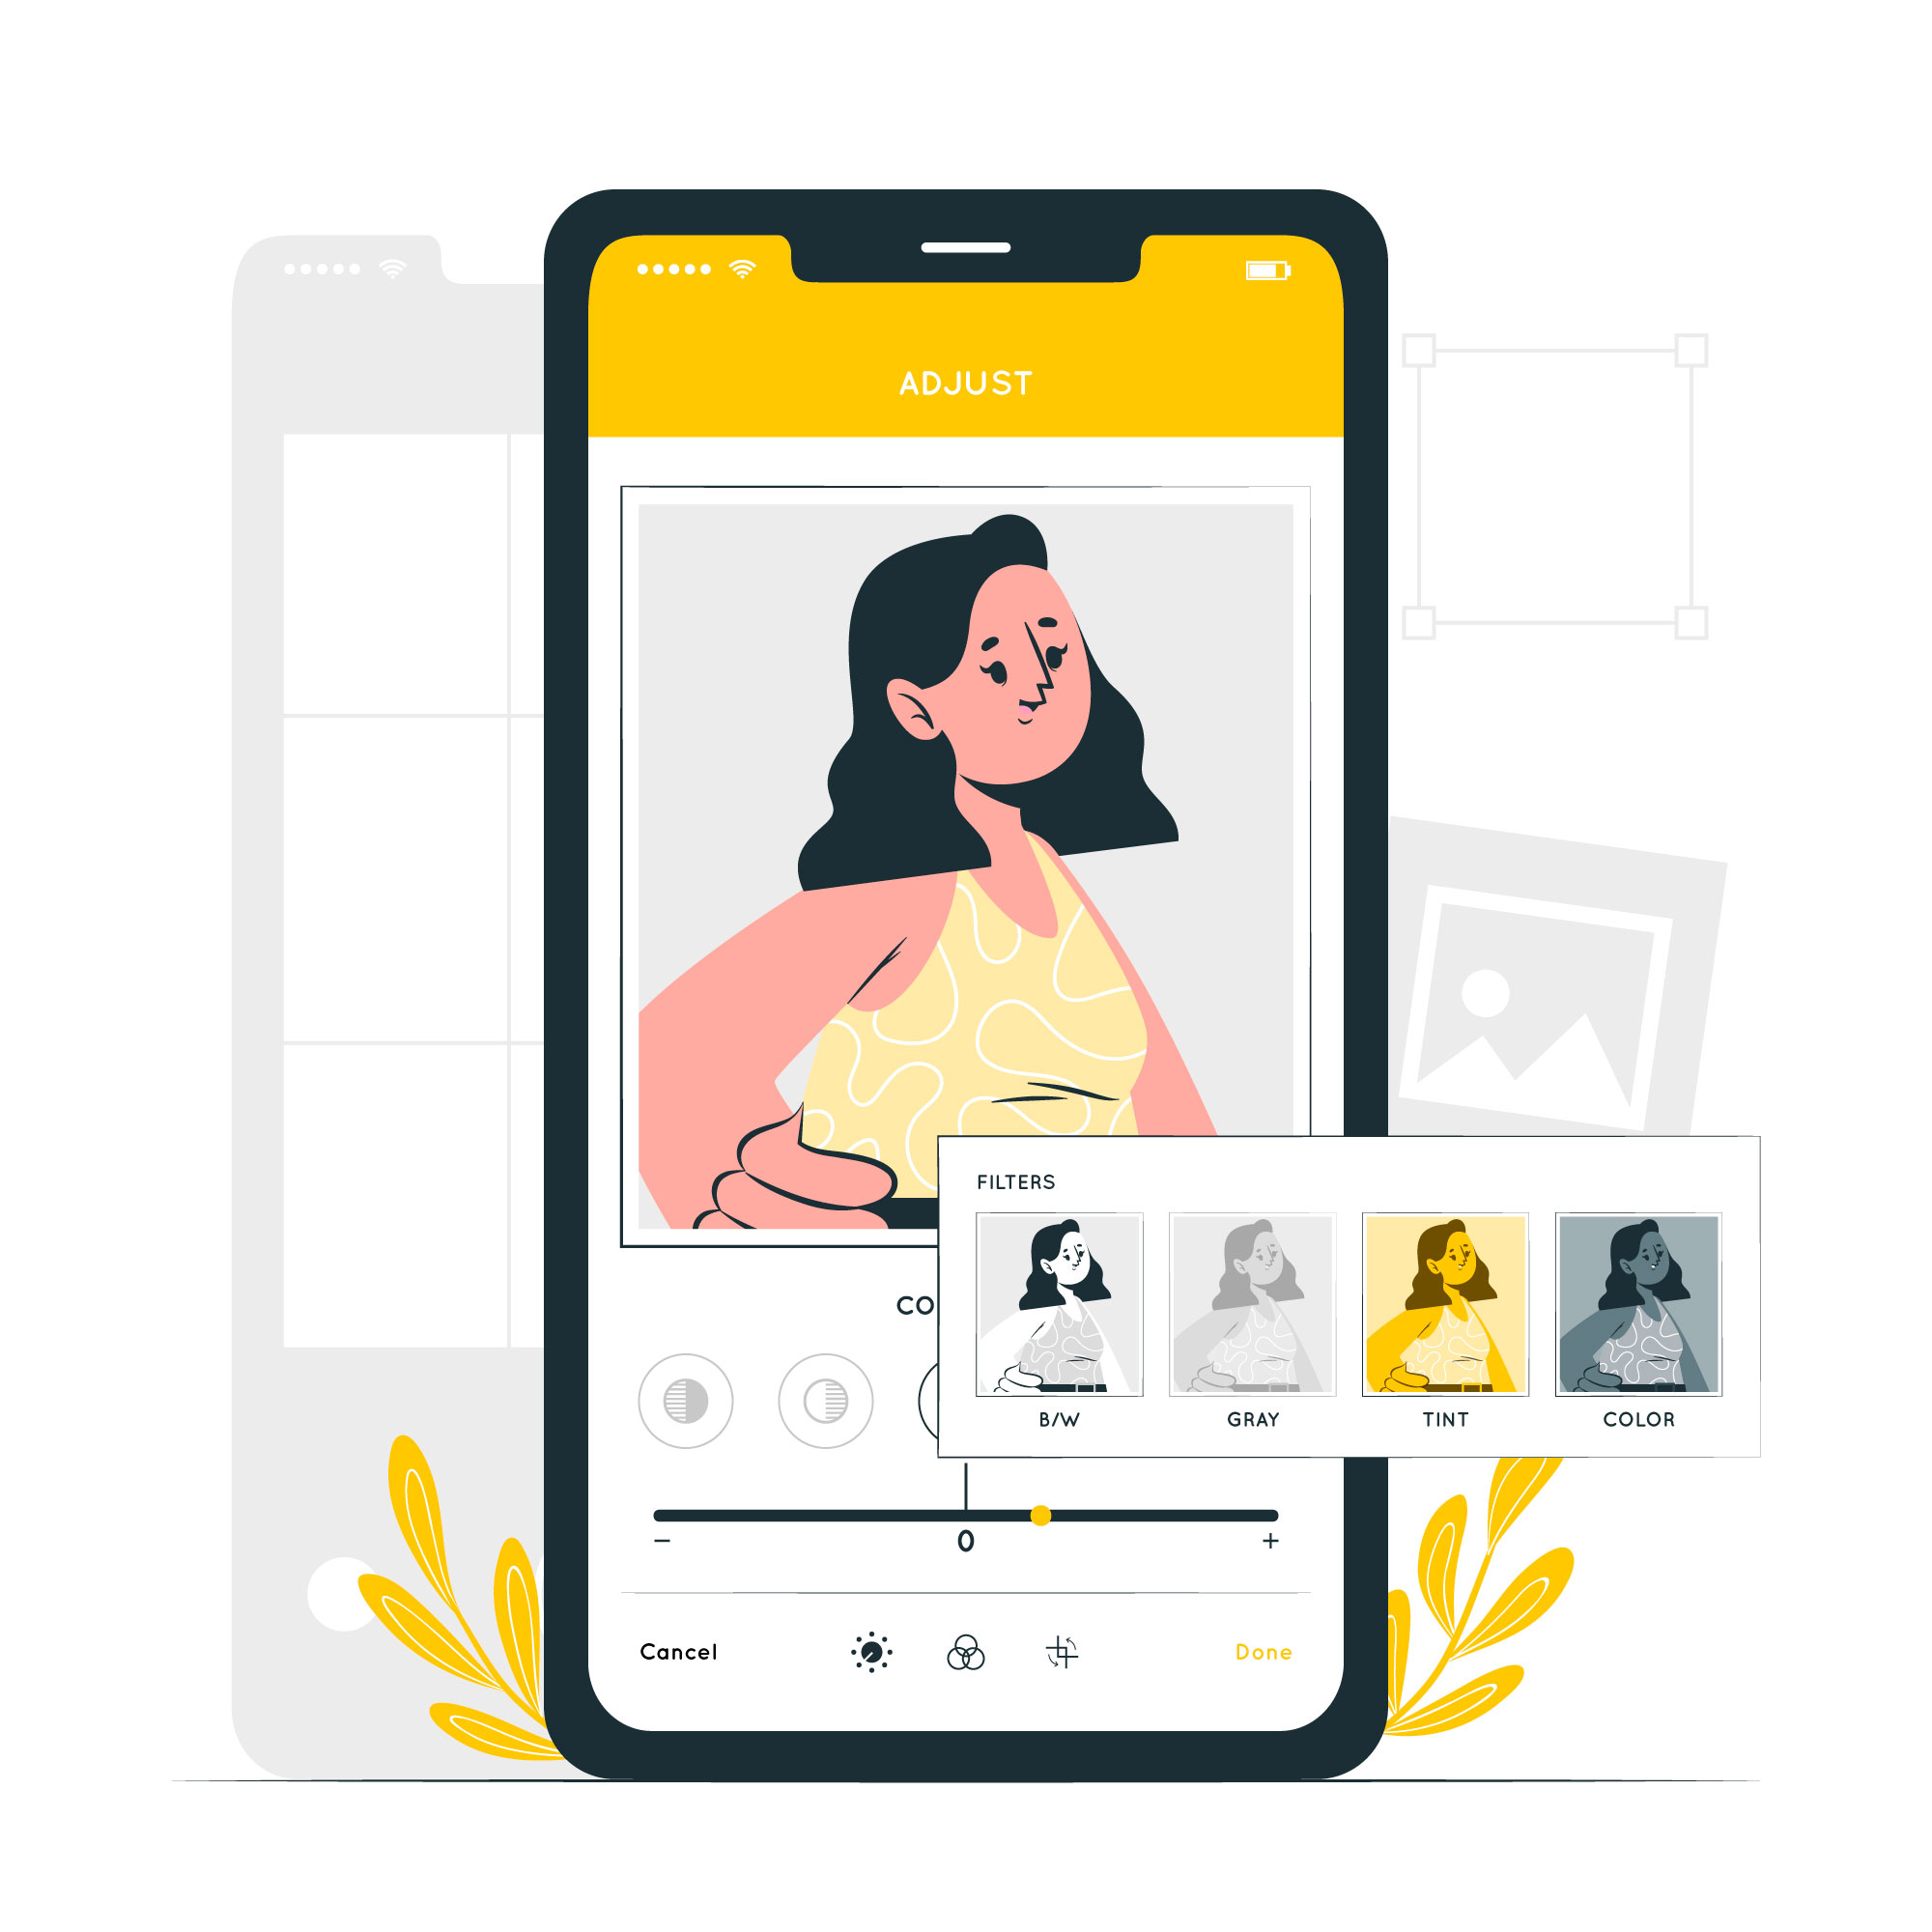 ADJUST
FILTERS
B/W GRAY TINT COLOR
CO
− 0 +
Cancel Done